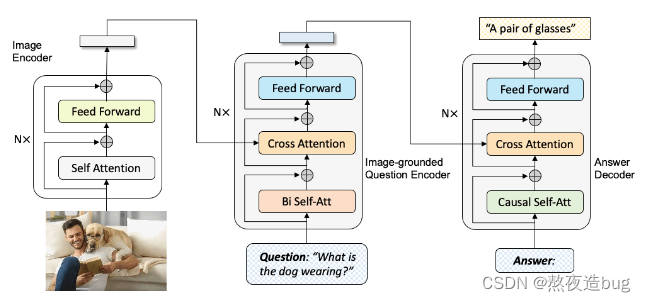 Image
Encoder
N×
Feed Forward
Self Attention
N×
Feed Forward
Cross Attention
Bi Self-Att
Image-grounded
Question Encoder
Question: “What is
the dog wearing?”
“A pair of glasses”
N×
Feed Forward
Cross Attention
Causal Self-Att
Answer
Decoder
Answer:
CSDN @熬夜造bug